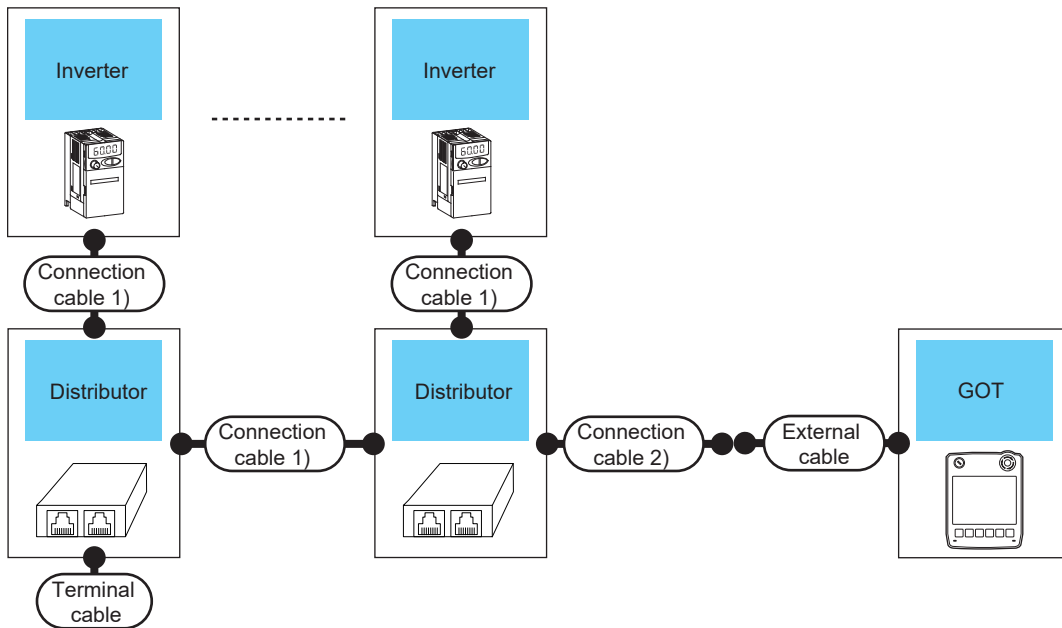 Inverter
Inverter
60.00
60.00
Connection
cable 1)
Connection
cable 1)
Distributor
Distributor
GOT
Connection
cable 1)
Connection
cable 2)
External
cable
Terminal
cable